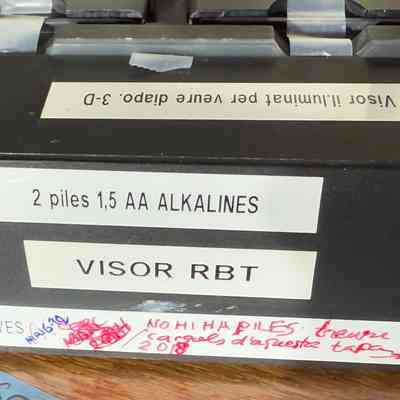 Visor il.luminat per veure diapo. 3-D
2 piles 1,5 AA ALKALINES
VISOR RBT
NO HI HA PILES. treure
cargols d'aquesta tapa
2018